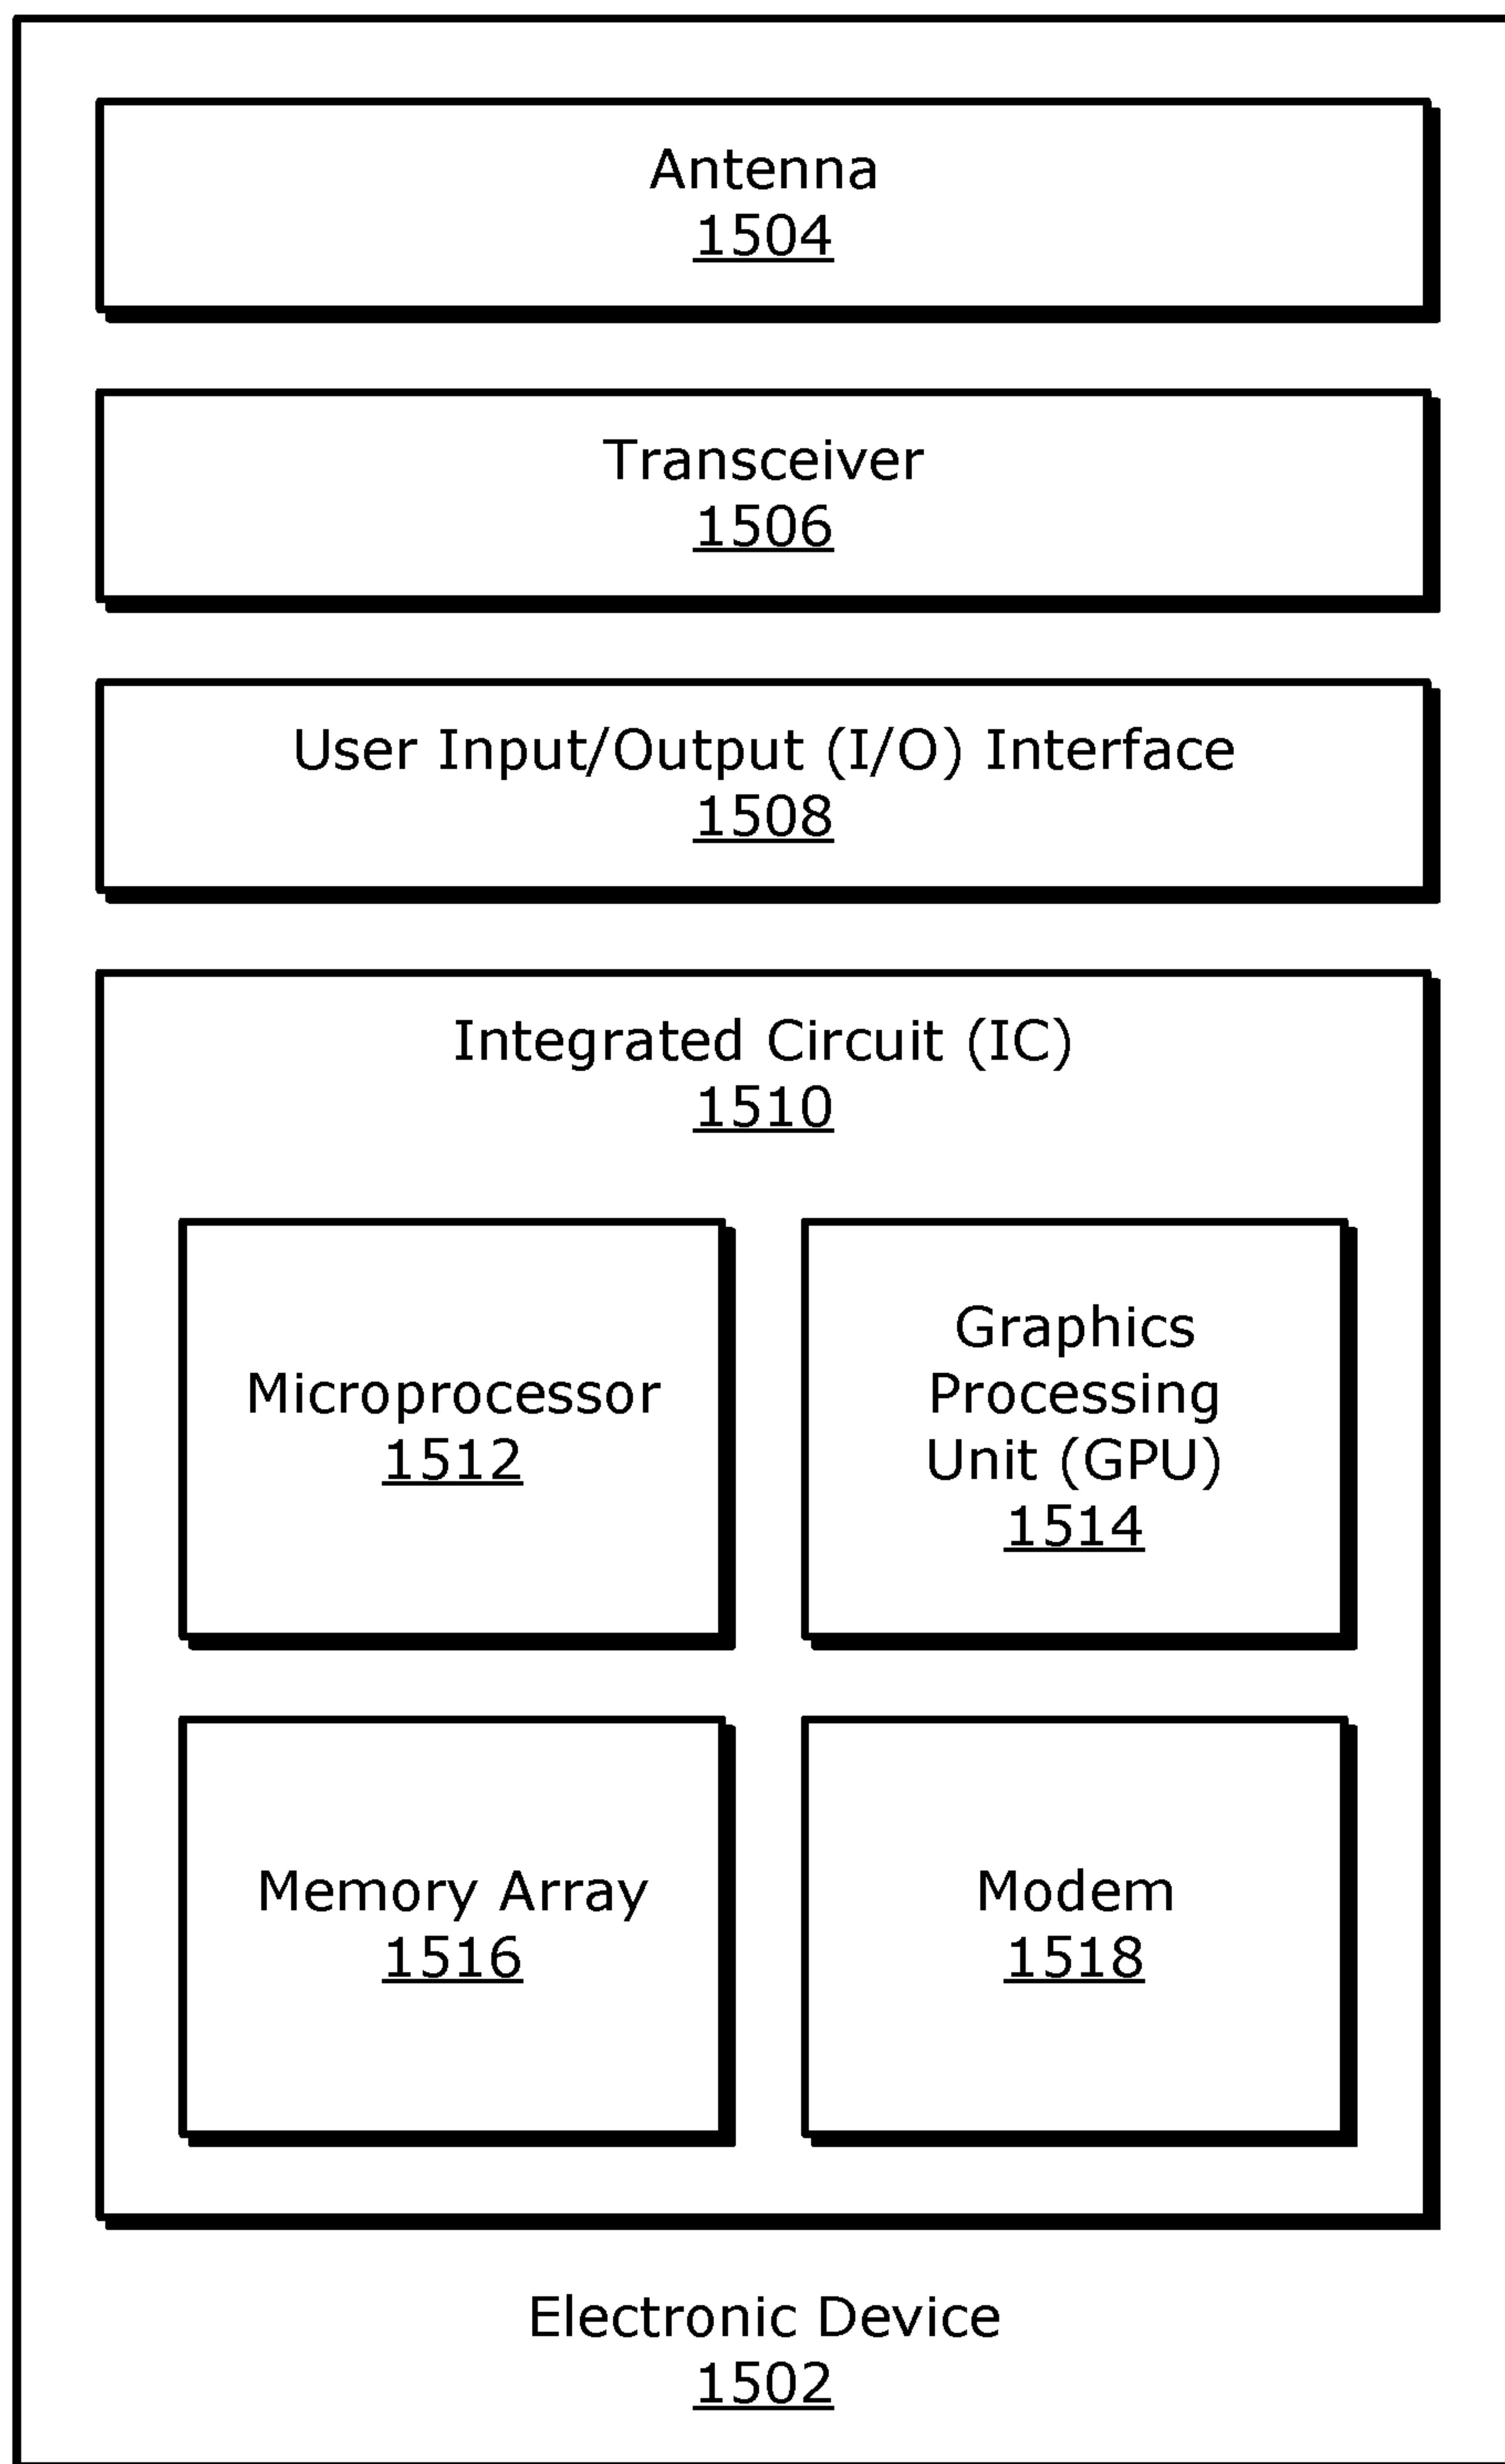 Antenna
1504
Transceiver
1506
User Input/Output (I/O) Interface
1508
Integrated Circuit (IC)
1510
Microprocessor
1512
Graphics
Processing
Unit (GPU)
1514
Memory Array
1516
Modem
1518
Electronic Device
1502